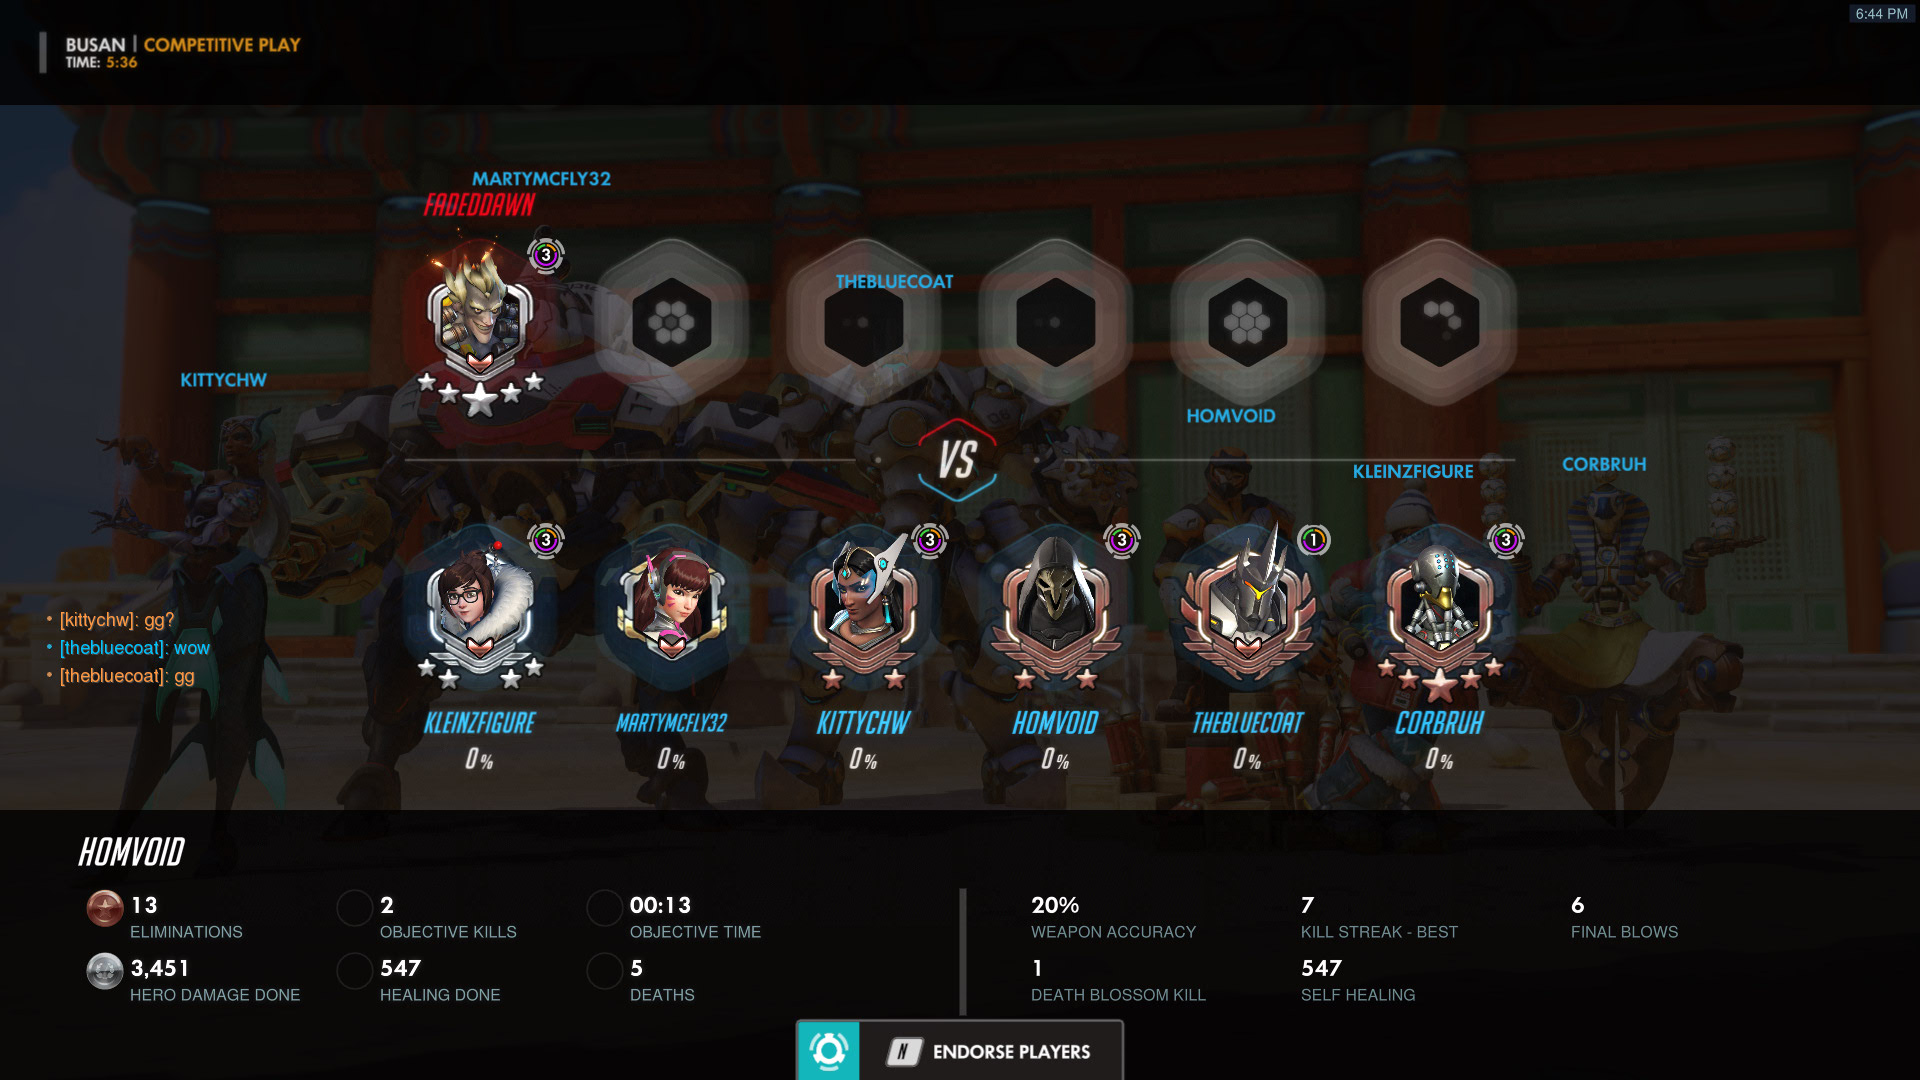 6:44 PM
BUSAN | COMPETITIVE PLAY
TIME: 5:36
MARTYMCFLY32
FADEDDAWN
3
THEBLUECOAT
KITTYCHW
HOMVOID
VS
KLEINZFIGURE
CORBRUH
3 3 3 1 3
[kittychw]: gg?
[thebluecoat]: wow
[thebluecoat]: gg
KLEINZFIGURE MARTYMCFLY32 KITTYCHW HOMVOID THEBLUECOAT CORBRUH
0% 0% 0% 0% 0% 0%
HOMVOID
13 2 00:13 20% 7 6
ELIMINATIONS OBJECTIVE KILLS OBJECTIVE TIME WEAPON ACCURACY KILL STREAK - BEST FINAL BLOWS
3,451 547 5 1 547
HERO DAMAGE DONE HEALING DONE DEATHS DEATH BLOSSOM KILL SELF HEALING
N ENDORSE PLAYERS